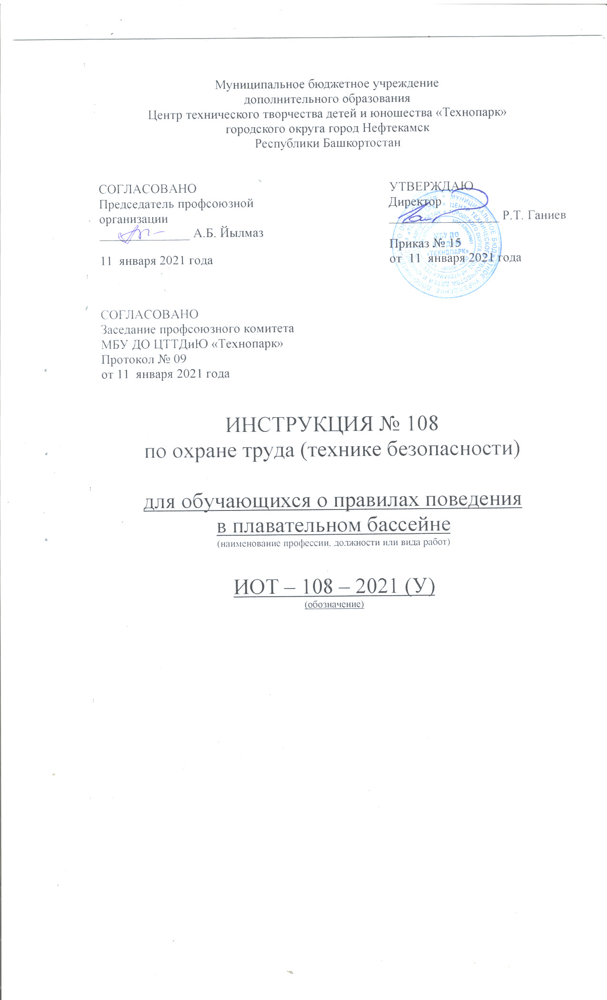 Муниципальное бюджетное учреждение
дополнительного образования
Центр технического творчества детей и юношества «Технопарк»
городского округа город Нефтекамск
Республики Башкортостан
СОГЛАСОВАНО
Председатель профсоюзной
организации
А.Б. Йылмаз
11 января 2021 года
УТВЕРЖДАЮ
Директор
Р.Т. Ганиев
Приказ № 15
от 11 января 2021 года
МБУ ДО
«ТЕХНОПАРК»
СОГЛАСОВАНО
Заседание профсоюзного комитета
МБУ ДО ЦТТДиЮ «Технопарк»
Протокол № 09
от 11 января 2021 года
ИНСТРУКЦИЯ № 108
по охране труда (технике безопасности)
для обучающихся о правилах поведения
в плавательном бассейне
(наименование профессии, должности или вида работ)
ИОТ – 108 – 2021 (У)
(обозначение)